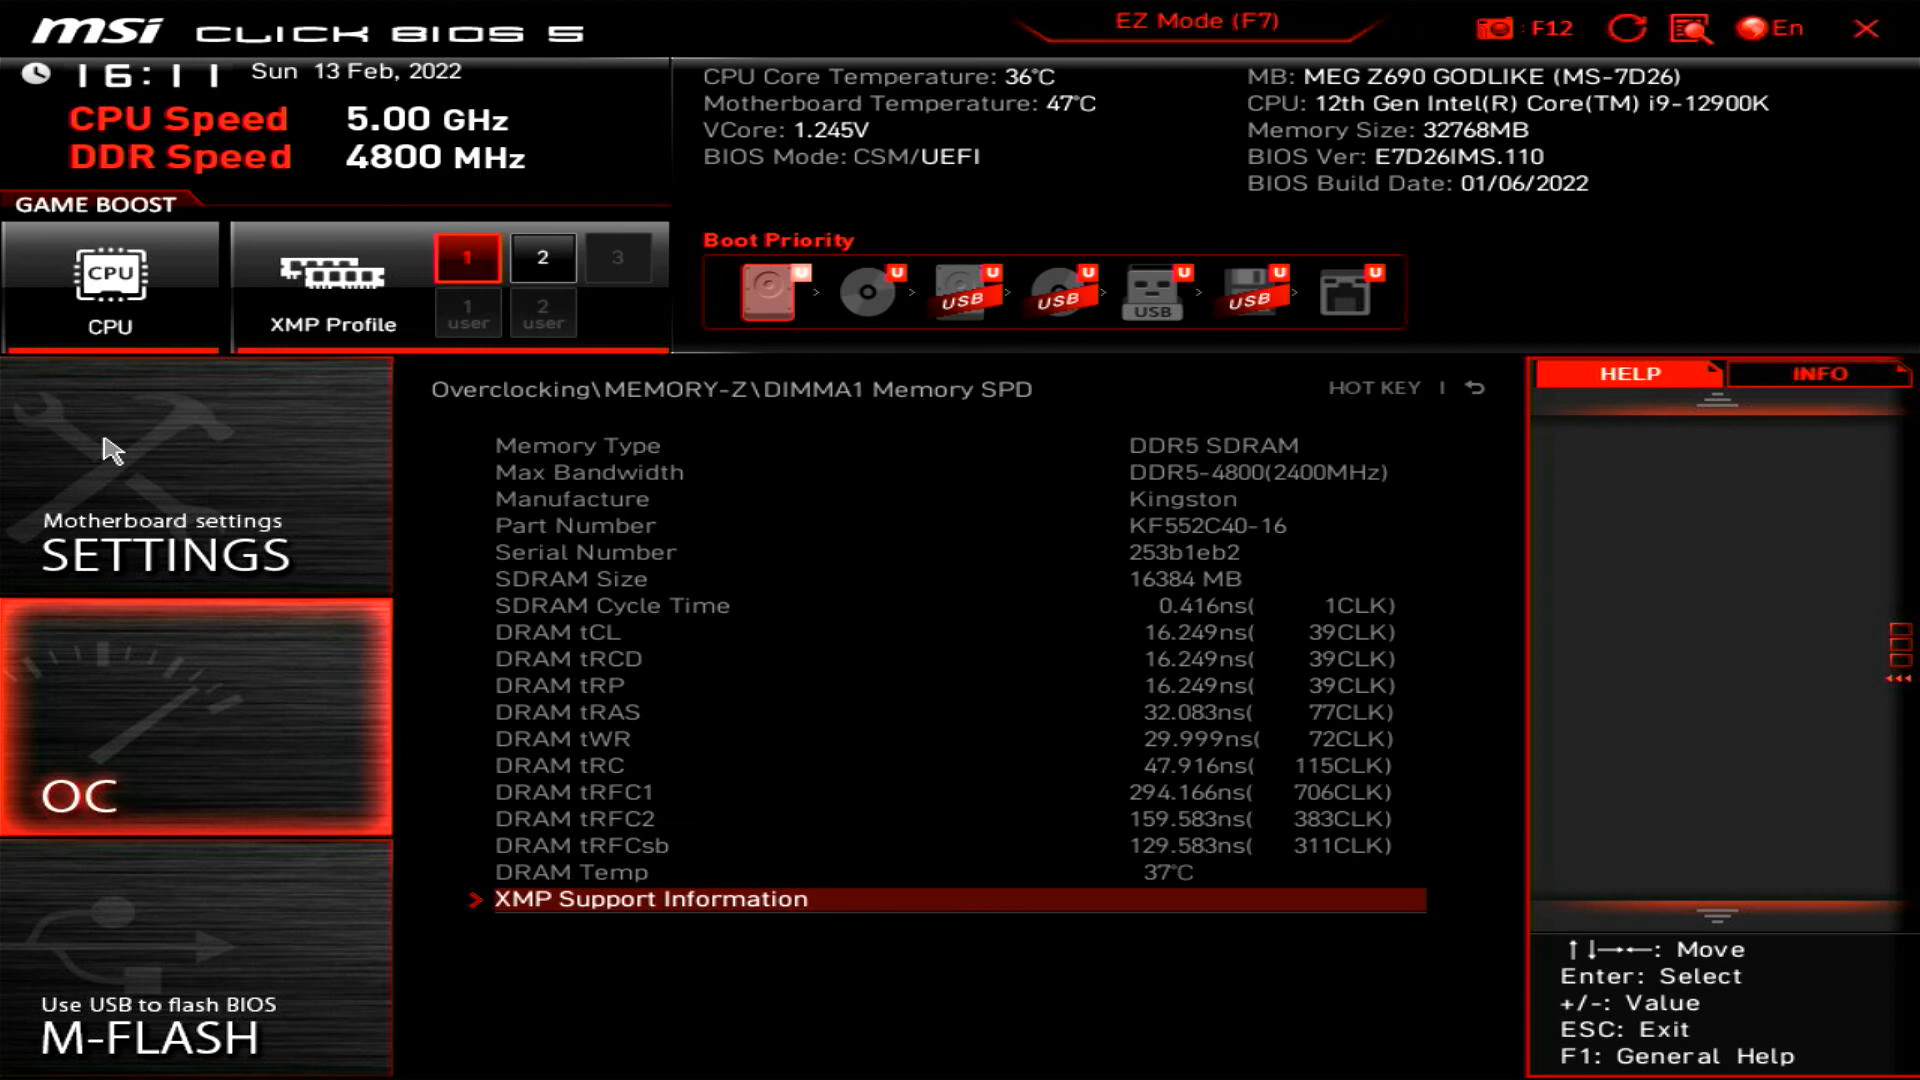 msi CLICK BIOS 5
EZ Mode (F7)
: F12
En
16:11 Sun 13 Feb, 2022
CPU Speed 5.00 GHz
DDR Speed 4800 MHz
CPU Core Temperature: 36°C
Motherboard Temperature: 47°C
VCore: 1.245V
BIOS Mode: CSM/UEFI
MB: MEG Z690 GODLIKE (MS-7D26)
CPU: 12th Gen Intel(R) Core(TM) i9-12900K
Memory Size: 32768MB
BIOS Ver: E7D26IMS.110
BIOS Build Date: 01/06/2022
GAME BOOST
CPU
CPU
XMP Profile
1 2 3
1 user 2 user
Boot Priority
U U U U U U U
USB USB USB USB
Motherboard settings
SETTINGS
OC
Use USB to flash BIOS
M-FLASH
Overclocking\MEMORY-Z\DIMMA1 Memory SPD
HOT KEY |
Memory Type DDR5 SDRAM
Max Bandwidth DDR5-4800(2400MHz)
Manufacture Kingston
Part Number KF552C40-16
Serial Number 253b1eb2
SDRAM Size 16384 MB
SDRAM Cycle Time 0.416ns( 1CLK)
DRAM tCL 16.249ns( 39CLK)
DRAM tRCD 16.249ns( 39CLK)
DRAM tRP 16.249ns( 39CLK)
DRAM tRAS 32.083ns( 77CLK)
DRAM tWR 29.999ns( 72CLK)
DRAM tRC 47.916ns( 115CLK)
DRAM tRFC1 294.166ns( 706CLK)
DRAM tRFC2 159.583ns( 383CLK)
DRAM tRFCsb 129.583ns( 311CLK)
DRAM Temp 37°C
> XMP Support Information
HELP
INFO
↑↓→←: Move
Enter: Select
+/-: Value
ESC: Exit
F1: General Help